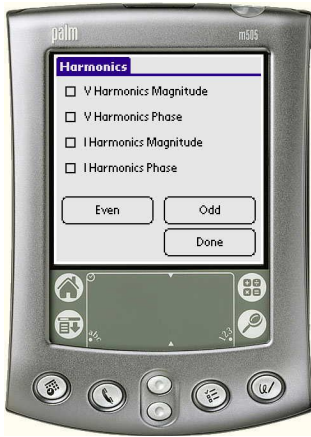 palm m505
Harmonics
V Harmonics Magnitude
V Harmonics Phase
I Harmonics Magnitude
I Harmonics Phase
Even Odd
Done
abc 123